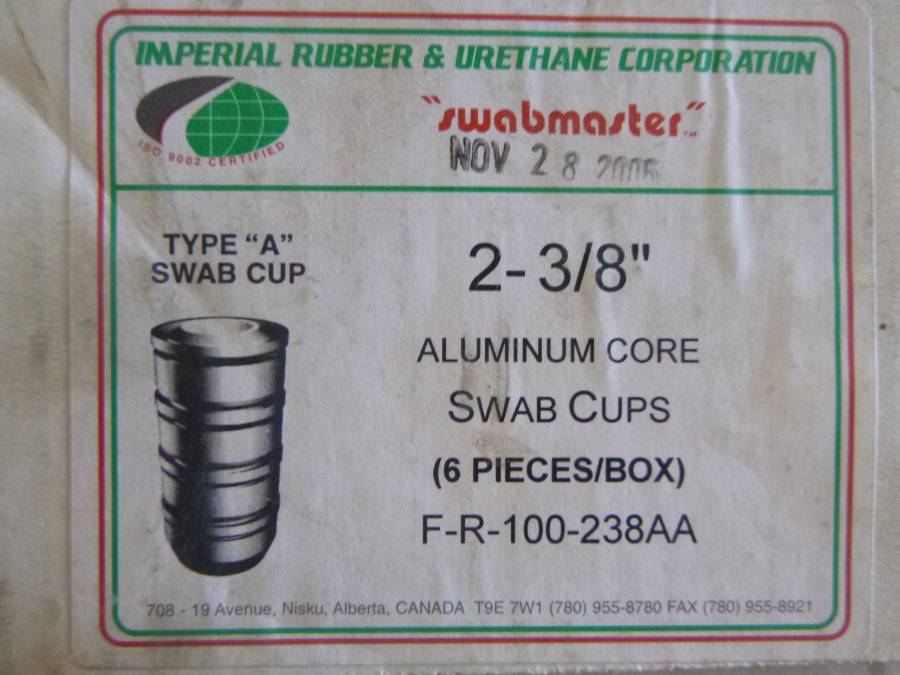 IMPERIAL RUBBER & URETHANE CORPORATION
"swabmaster"™
ISO 9002 CERTIFIED
NOV 28
TYPE “A”
SWAB CUP
2-3/8"
ALUMINUM CORE
SWAB CUPS
(6 PIECES/BOX)
F-R-100-238AA
708 - 19 Avenue, Nisku, Alberta, CANADA T9E 7W1 (780) 955-8780 FAX (780) 955-8921